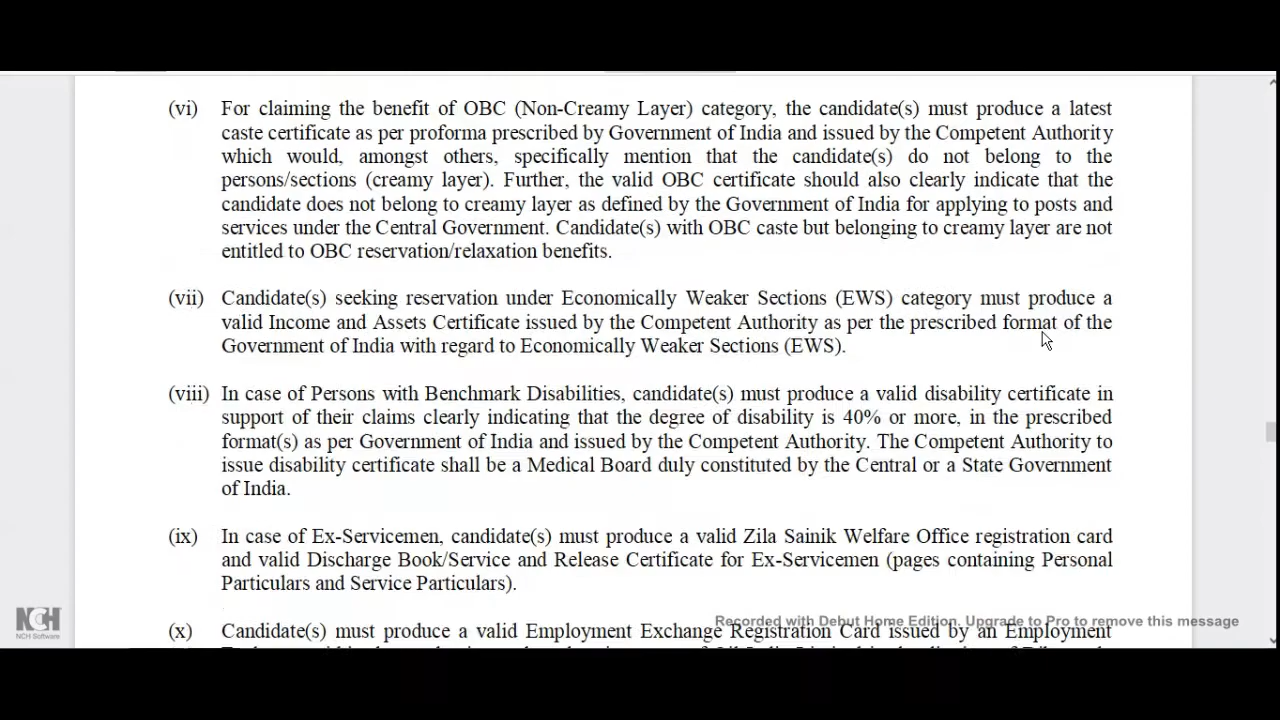 (vi) For claiming the benefit of OBC (Non-Creamy Layer) category, the candidate(s) must produce a latest
caste certificate as per proforma prescribed by Government of India and issued by the Competent Authority
which would, amongst others, specifically mention that the candidate(s) do not belong to the
persons/sections (creamy layer). Further, the valid OBC certificate should also clearly indicate that the
candidate does not belong to creamy layer as defined by the Government of India for applying to posts and
services under the Central Government. Candidate(s) with OBC caste but belonging to creamy layer are not
entitled to OBC reservation/relaxation benefits.
(vii) Candidate(s) seeking reservation under Economically Weaker Sections (EWS) category must produce a
valid Income and Assets Certificate issued by the Competent Authority as per the prescribed format of the
Government of India with regard to Economically Weaker Sections (EWS).
(viii) In case of Persons with Benchmark Disabilities, candidate(s) must produce a valid disability certificate in
support of their claims clearly indicating that the degree of disability is 40% or more, in the prescribed
format(s) as per Government of India and issued by the Competent Authority. The Competent Authority to
issue disability certificate shall be a Medical Board duly constituted by the Central or a State Government
of India.
(ix) In case of Ex-Servicemen, candidate(s) must produce a valid Zila Sainik Welfare Office registration card
and valid Discharge Book/Service and Release Certificate for Ex-Servicemen (pages containing Personal
Particulars and Service Particulars).
NCH
NCH Software
Recorded with Debut Home Edition. Upgrade to Pro to remove this message
(x) Candidate(s) must produce a valid Employment Exchange Registration Card issued by an Employment